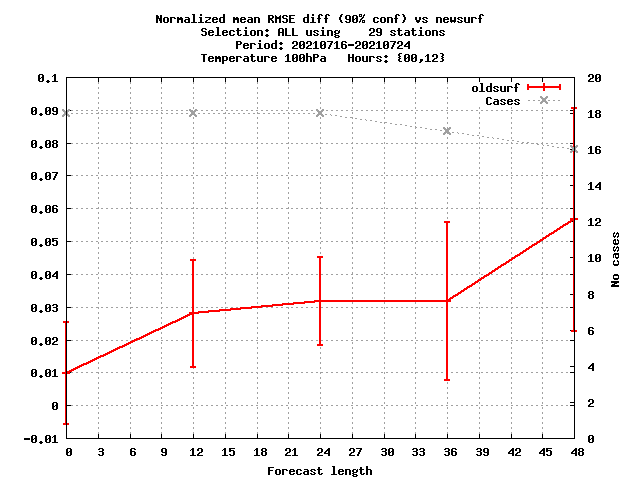 Normalized mean RMSE diff (90% conf) vs newsurf
Selection: ALL using    29 stations
Period: 20210716-20210724
Temperature 100hPa   Hours: {00,12}
oldsurf
Cases
0.1
0.09
0.08
0.07
0.06
0.05
0.04
0.03
0.02
0.01
0
-0.01
20
18
16
14
12
10
8
6
4
2
0
No cases
0 3 6 9 12 15 18 21 24 27 30 33 36 39 42 45 48
Forecast length